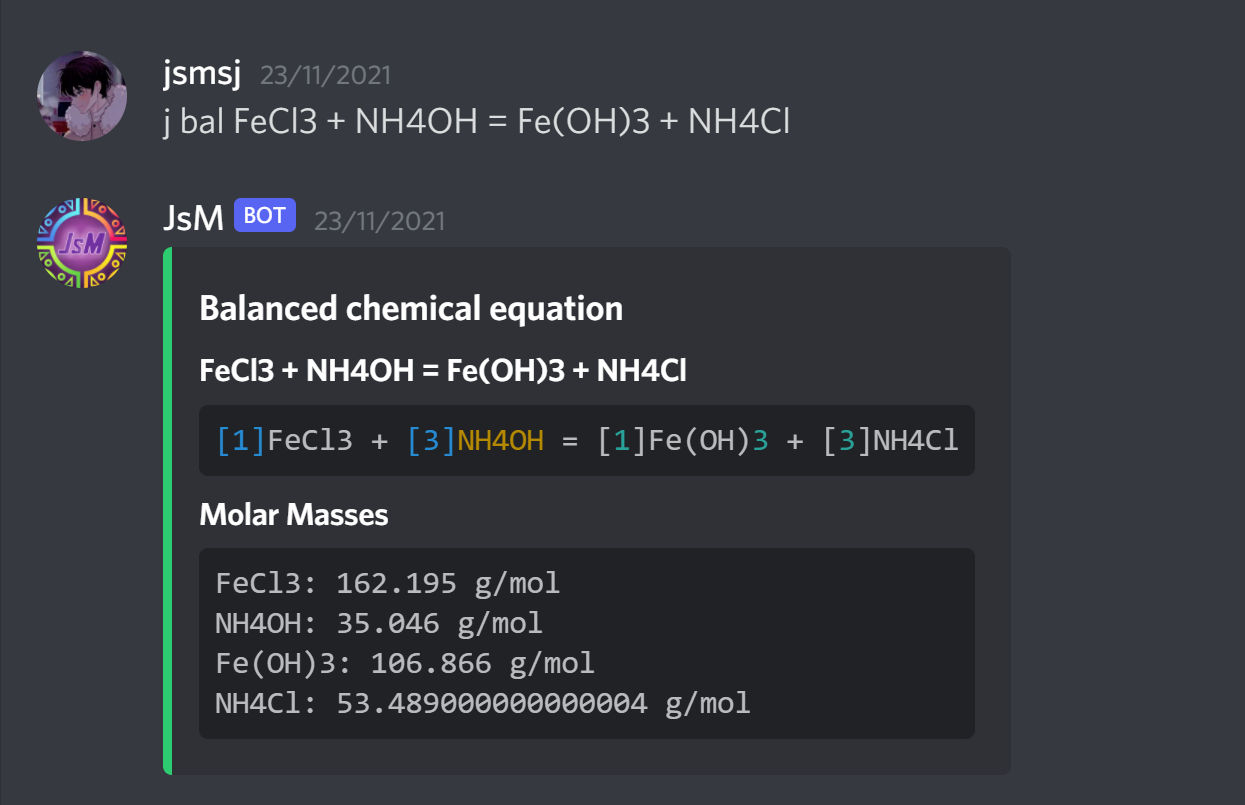 jsmsj 23/11/2021
j bal FeCl3 + NH4OH = Fe(OH)3 + NH4Cl
JsM
JsM BOT 23/11/2021
Balanced chemical equation
FeCl3 + NH4OH = Fe(OH)3 + NH4Cl
[1]FeCl3 + [3]NH4OH = [1]Fe(OH)3 + [3]NH4Cl
Molar Masses
FeCl3: 162.195 g/mol
NH4OH: 35.046 g/mol
Fe(OH)3: 106.866 g/mol
NH4Cl: 53.489000000000004 g/mol